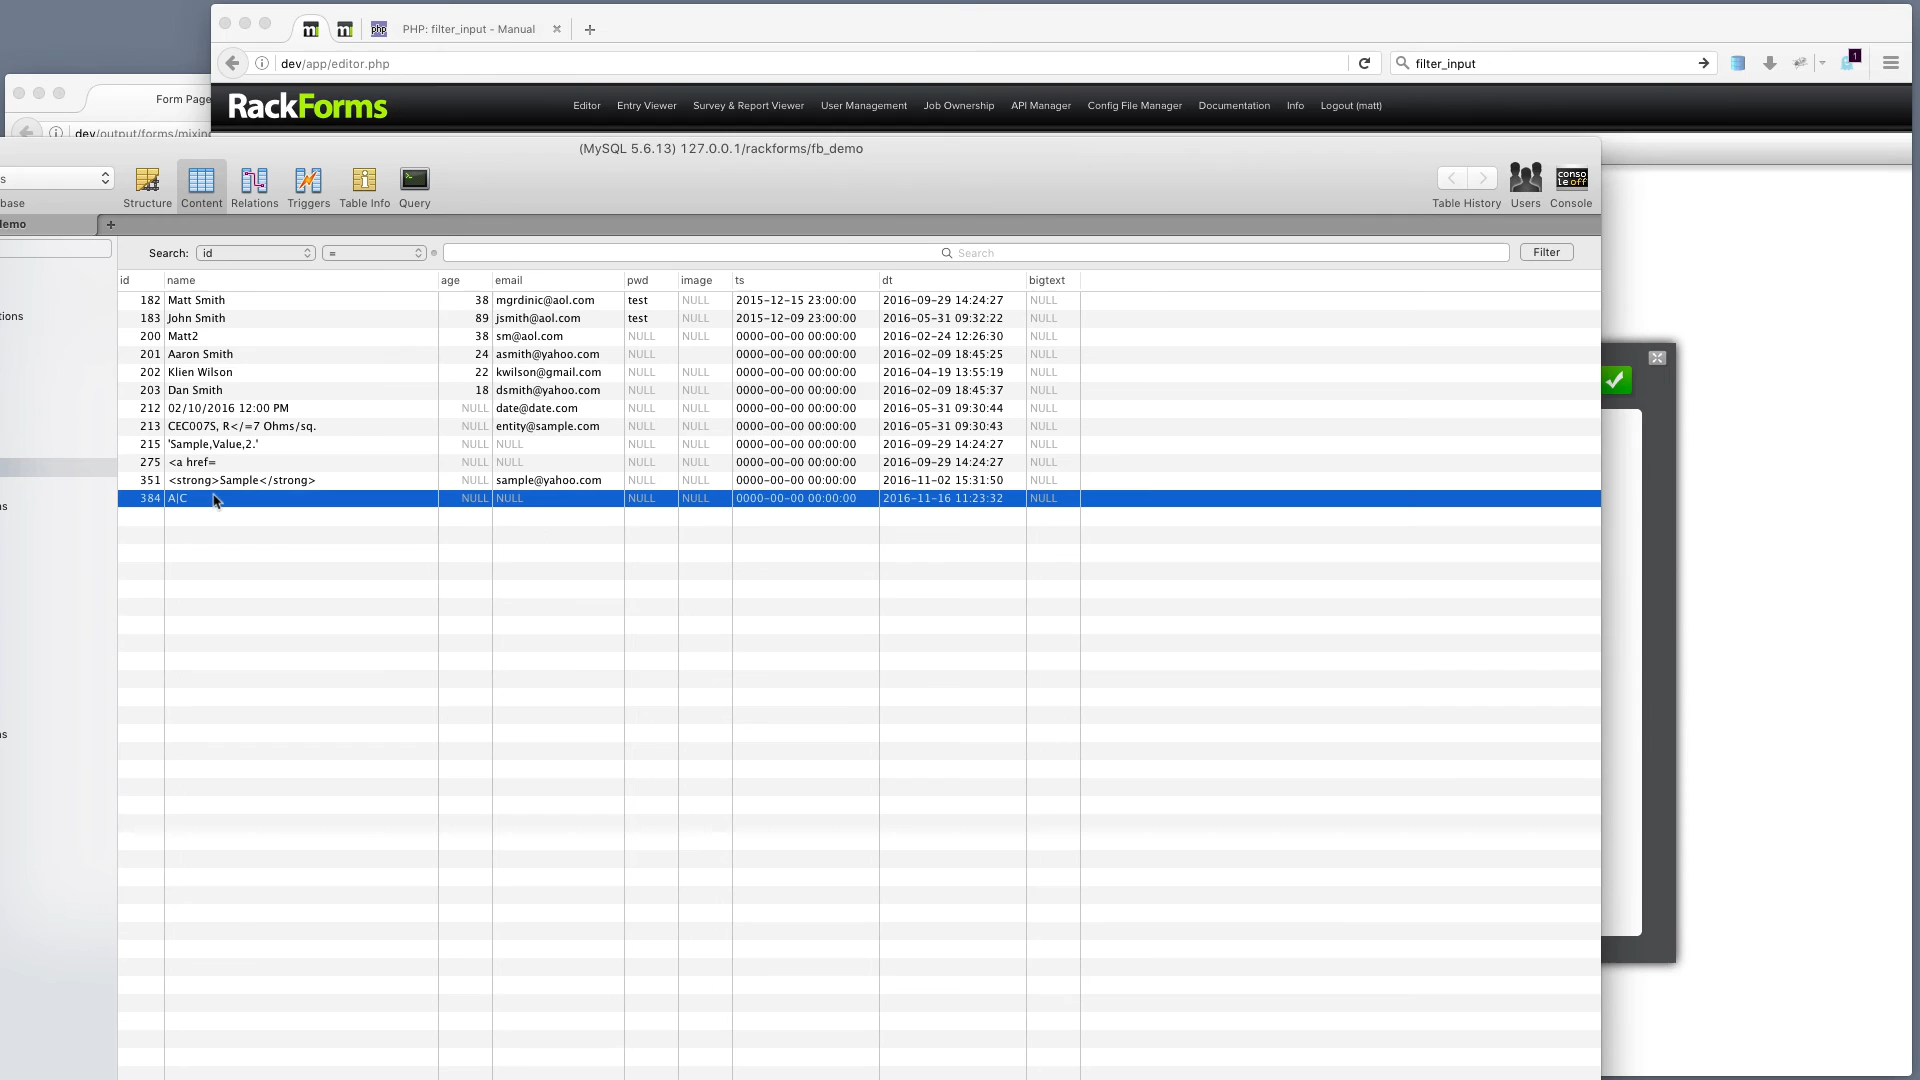 PHP: filter_input - Manual
dev/app/editor.php
filter_input
1
Form Page
dev/output/forms/mixing
RackForms
Editor Entry Viewer Survey & Report Viewer User Management Job Ownership API Manager Config File Manager Documentation Info Logout (matt)
(MySQL 5.6.13) 127.0.0.1/rackforms/fb_demo
s
base
Structure Content Relations Triggers Table Info Query
conso
le off
Table History Users Console
demo
Search: id = Search Filter
id name age email pwd image ts dt bigtext
182 Matt Smith 38 mgrdinic@aol.com test NULL 2015-12-15 23:00:00 2016-09-29 14:24:27 NULL
183 John Smith 89 jsmith@aol.com test NULL 2015-12-09 23:00:00 2016-05-31 09:32:22 NULL
200 Matt2 38 sm@aol.com NULL NULL 0000-00-00 00:00:00 2016-02-24 12:26:30 NULL
201 Aaron Smith 24 asmith@yahoo.com NULL 0000-00-00 00:00:00 2016-02-09 18:45:25 NULL
202 Klien Wilson 22 kwilson@gmail.com NULL NULL 0000-00-00 00:00:00 2016-04-19 13:55:19 NULL
203 Dan Smith 18 dsmith@yahoo.com NULL NULL 0000-00-00 00:00:00 2016-02-09 18:45:37 NULL
212 02/10/2016 12:00 PM NULL date@date.com NULL NULL 0000-00-00 00:00:00 2016-05-31 09:30:44 NULL
213 CEC007S, R</=7 Ohms/sq. NULL entity@sample.com NULL NULL 0000-00-00 00:00:00 2016-05-31 09:30:43 NULL
215 'Sample,Value,2.' NULL NULL NULL NULL 0000-00-00 00:00:00 2016-09-29 14:24:27 NULL
275 <a href= NULL NULL NULL NULL 0000-00-00 00:00:00 2016-09-29 14:24:27 NULL
351 <strong>Sample</strong> NULL sample@yahoo.com NULL NULL 0000-00-00 00:00:00 2016-11-02 15:31:50 NULL
384 A|C NULL NULL NULL NULL 0000-00-00 00:00:00 2016-11-16 11:23:32 NULL
tions
ns
ns